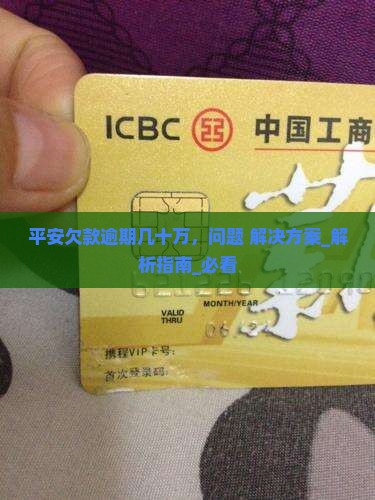 ICBC 中国工商
平安欠款逾期几十万，问题 解决方案_解
析指南_必看
MONTH/YEAR
VALID
THRU
携程VIP卡号：
首次登录码：